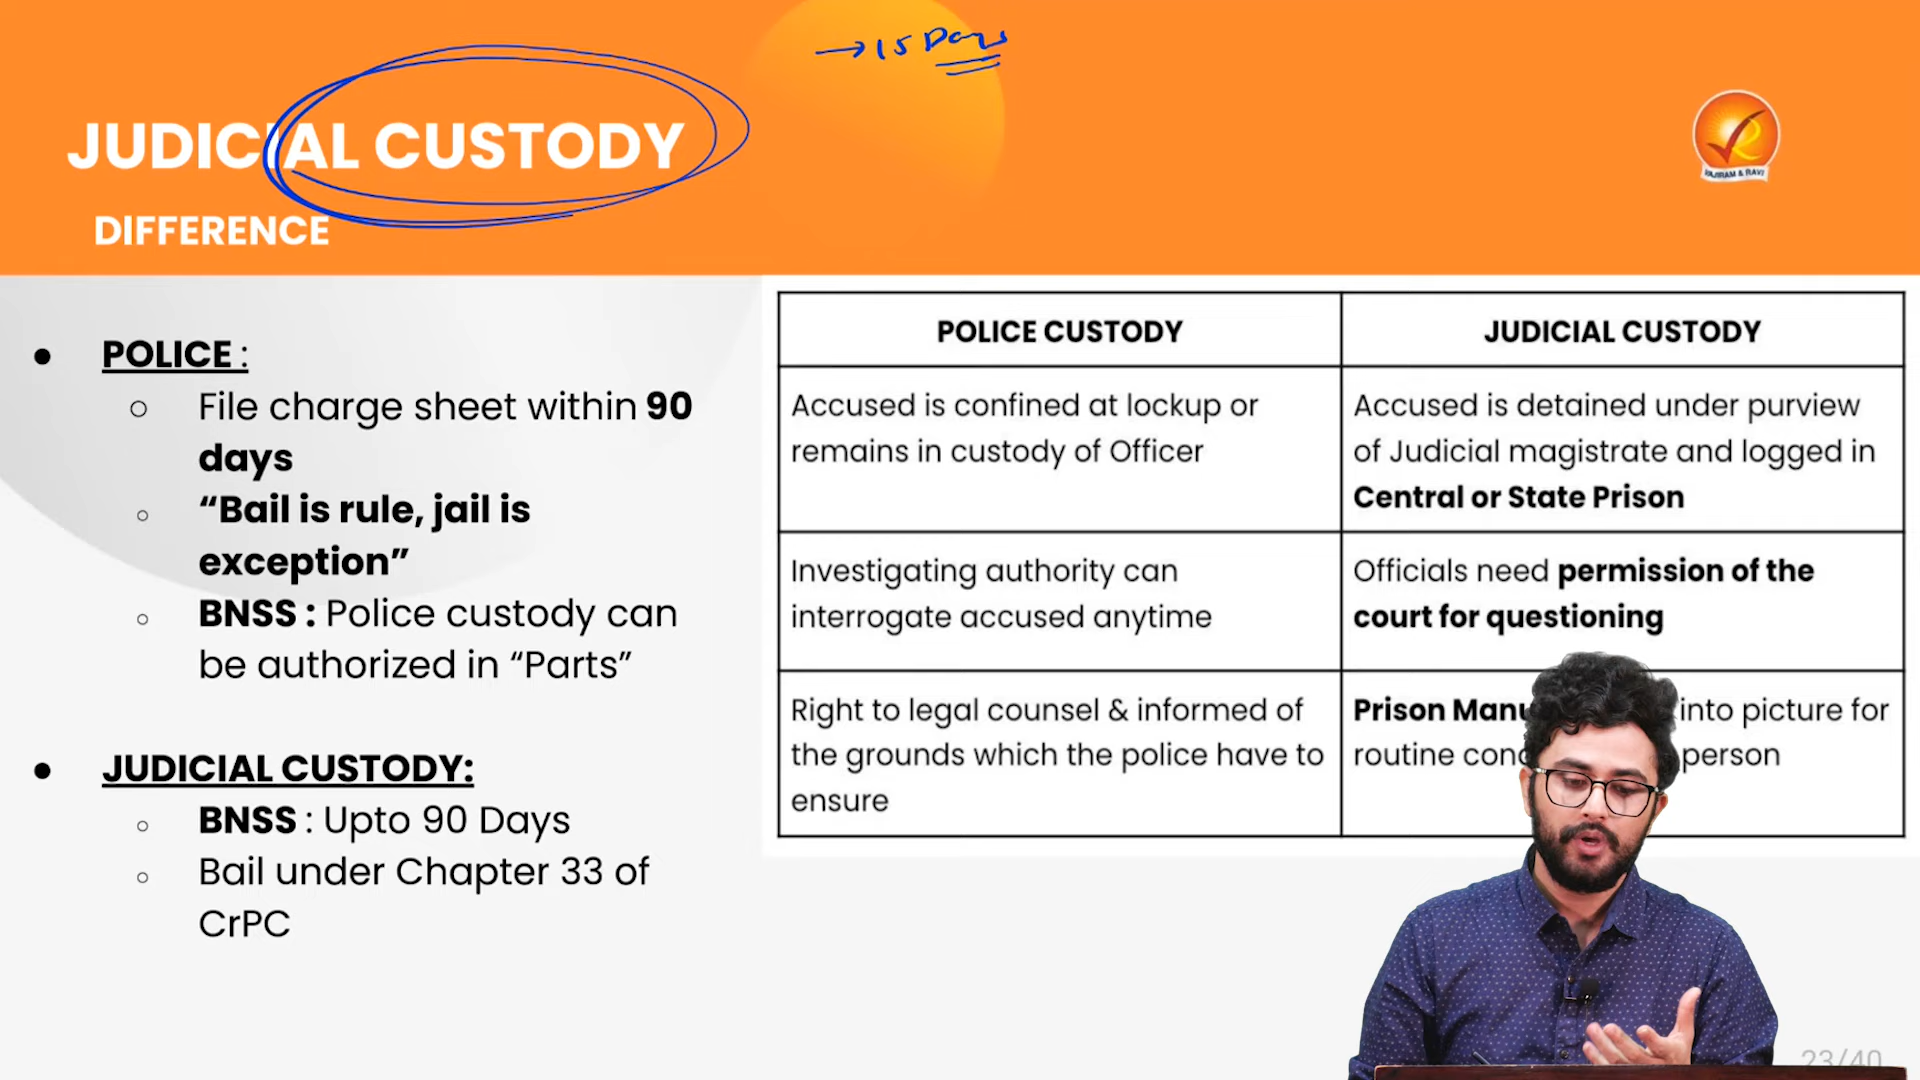 →15 Days
JUDICIAL CUSTODY
VAJIRAM & RAVI
DIFFERENCE
● POLICE :
○ File charge sheet within 90
days
○ “Bail is rule, jail is
exception”
○ BNSS : Police custody can
be authorized in “Parts”
● JUDICIAL CUSTODY:
○ BNSS : Upto 90 Days
○ Bail under Chapter 33 of
CrPC
POLICE CUSTODY
JUDICIAL CUSTODY
Accused is confined at lockup or
remains in custody of Officer
Accused is detained under purview
of Judicial magistrate and logged in
Central or State Prison
Investigating authority can
interrogate accused anytime
Officials need permission of the
court for questioning
Right to legal counsel & informed of
the grounds which the police have to
ensure
Prison into picture for
routine person
23/40